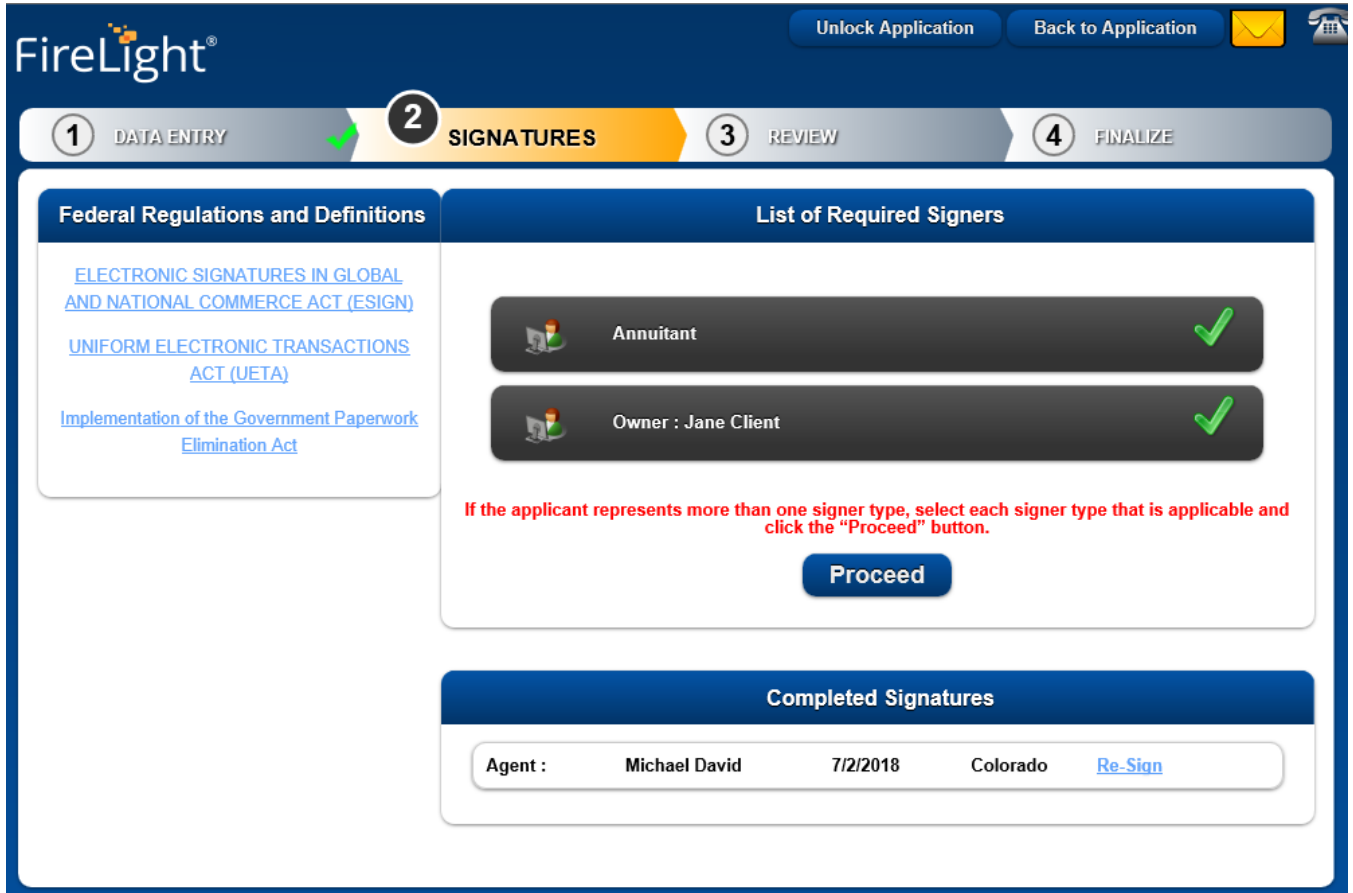 FireLight®
Unlock Application
Back to Application
1 DATA ENTRY
2 SIGNATURES
3 REVIEW
4 FINALIZE
Federal Regulations and Definitions
ELECTRONIC SIGNATURES IN GLOBAL
AND NATIONAL COMMERCE ACT (ESIGN)
UNIFORM ELECTRONIC TRANSACTIONS
ACT (UETA)
Implementation of the Government Paperwork
Elimination Act
List of Required Signers
Annuitant
Owner : Jane Client
If the applicant represents more than one signer type, select each signer type that is applicable and
click the “Proceed” button.
Proceed
Completed Signatures
Agent : Michael David 7/2/2018 Colorado Re-Sign